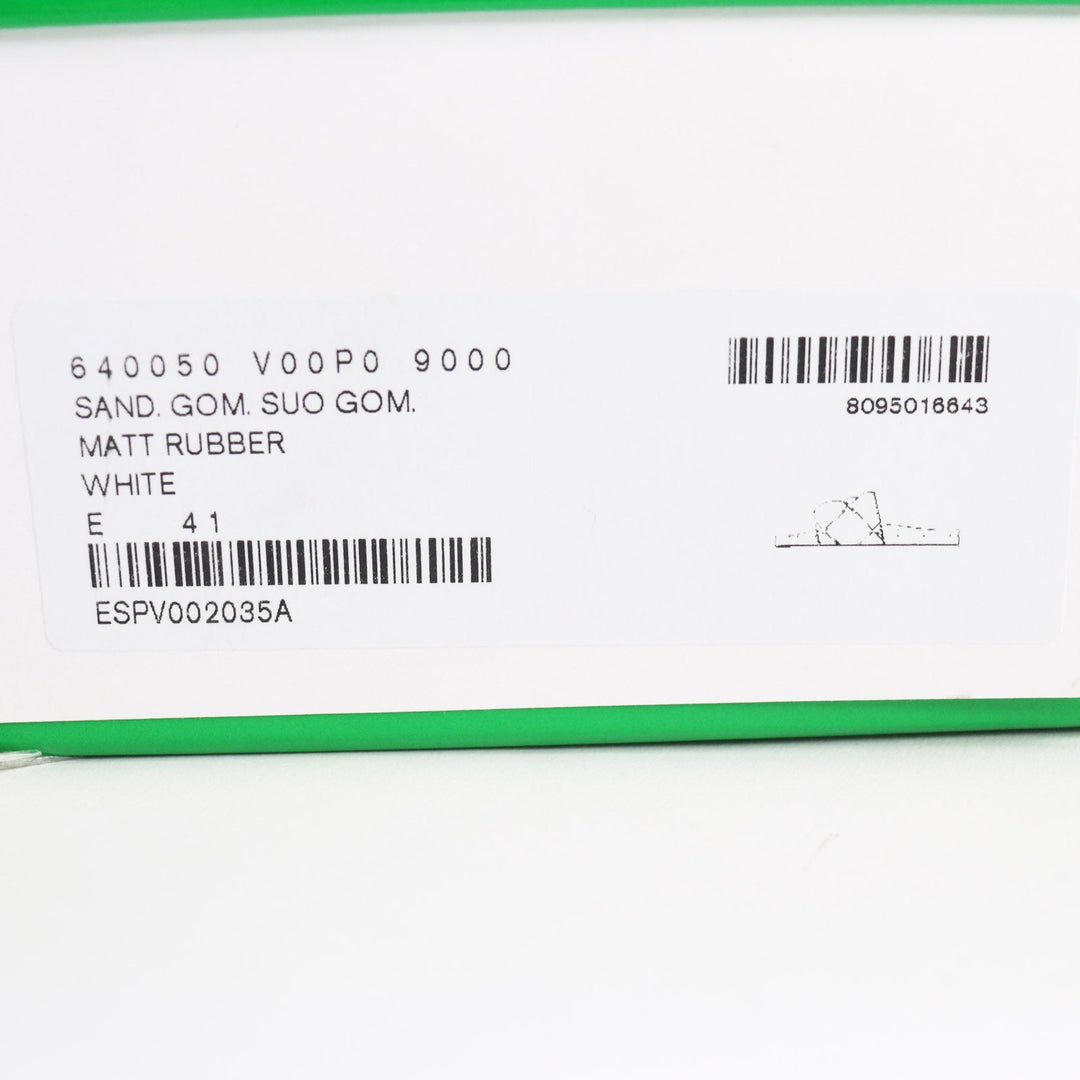 640050 V00P0 9000
SAND. GOM. SUO GOM.
MATT RUBBER
WHITE
E 41
ESPV002035A
8095016643